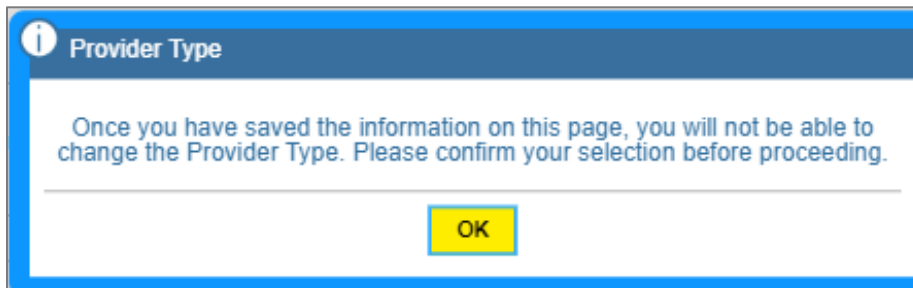 Provider Type
Once you have saved the information on this page, you will not be able to
change the Provider Type. Please confirm your selection before proceeding.
OK